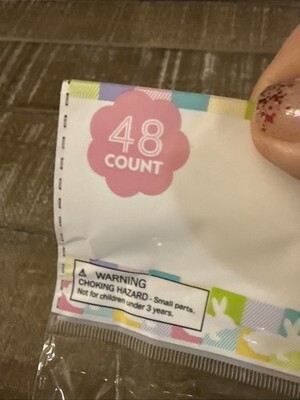 48
COUNT
⚠ WARNING
CHOKING HAZARD - Small parts.
Not for children under 3 years.